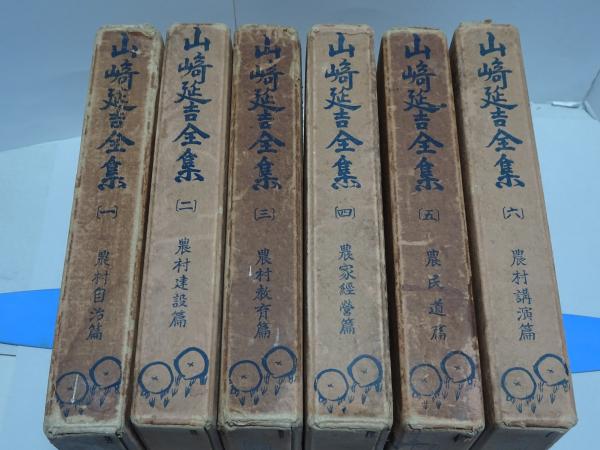 山崎延吉全集
〔一〕
農村自治篇
山崎延吉全集
〔二〕
農村建設篇
山崎延吉全集
〔三〕
農村教育篇
山崎延吉全集
〔四〕
農家經營篇
山崎延吉全集
〔五〕
農民道篇
山崎延吉全集
〔六〕
農村講演篇